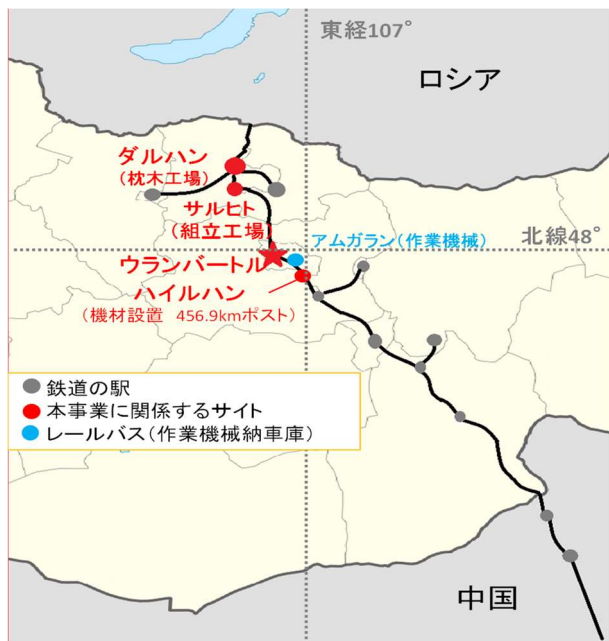 東経107°
ロシア
ダルハン
(枕木工場)
サルヒト
(組立工場)
アムガラン(作業機械)
北線48°
ウランバートル
ハイルハン
(機材設置 456.9kmポスト)
鉄道の駅
本事業に関係するサイト
レールバス(作業機械納車庫)
中国